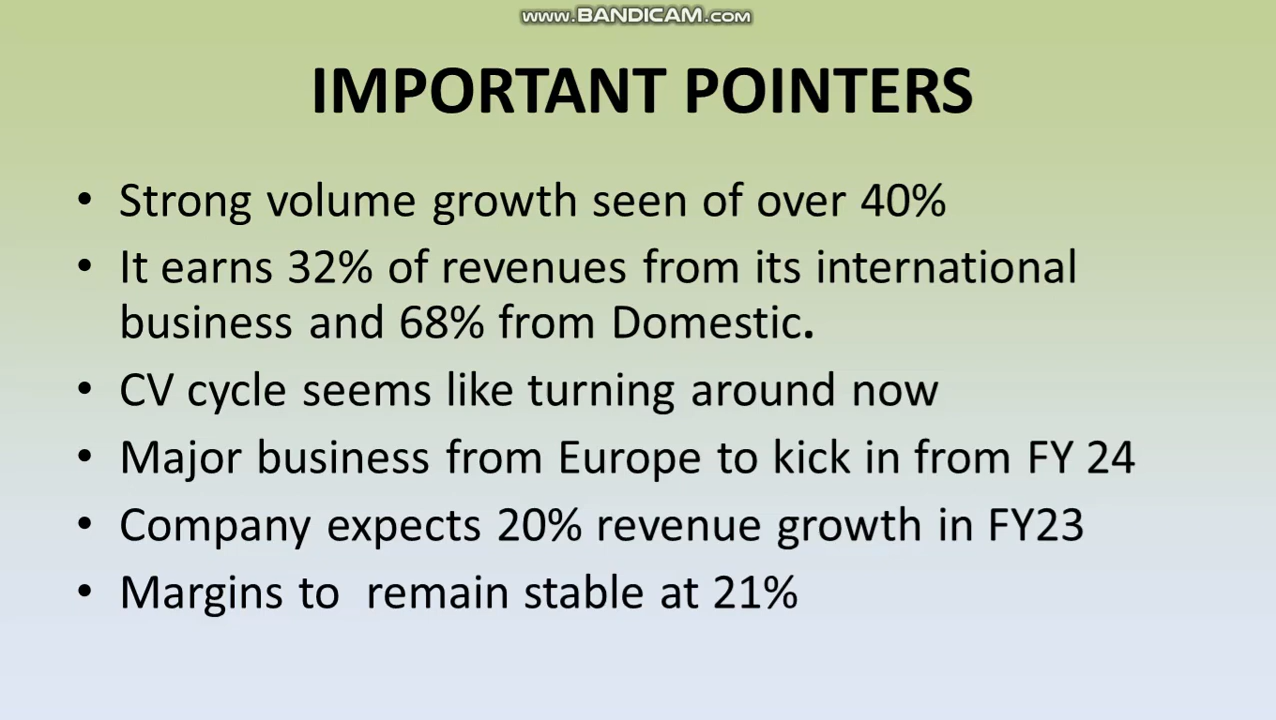 www.BANDICAM.com
IMPORTANT POINTERS
• Strong volume growth seen of over 40%
• It earns 32% of revenues from its international
business and 68% from Domestic.
• CV cycle seems like turning around now
• Major business from Europe to kick in from FY 24
• Company expects 20% revenue growth in FY23
• Margins to  remain stable at 21%